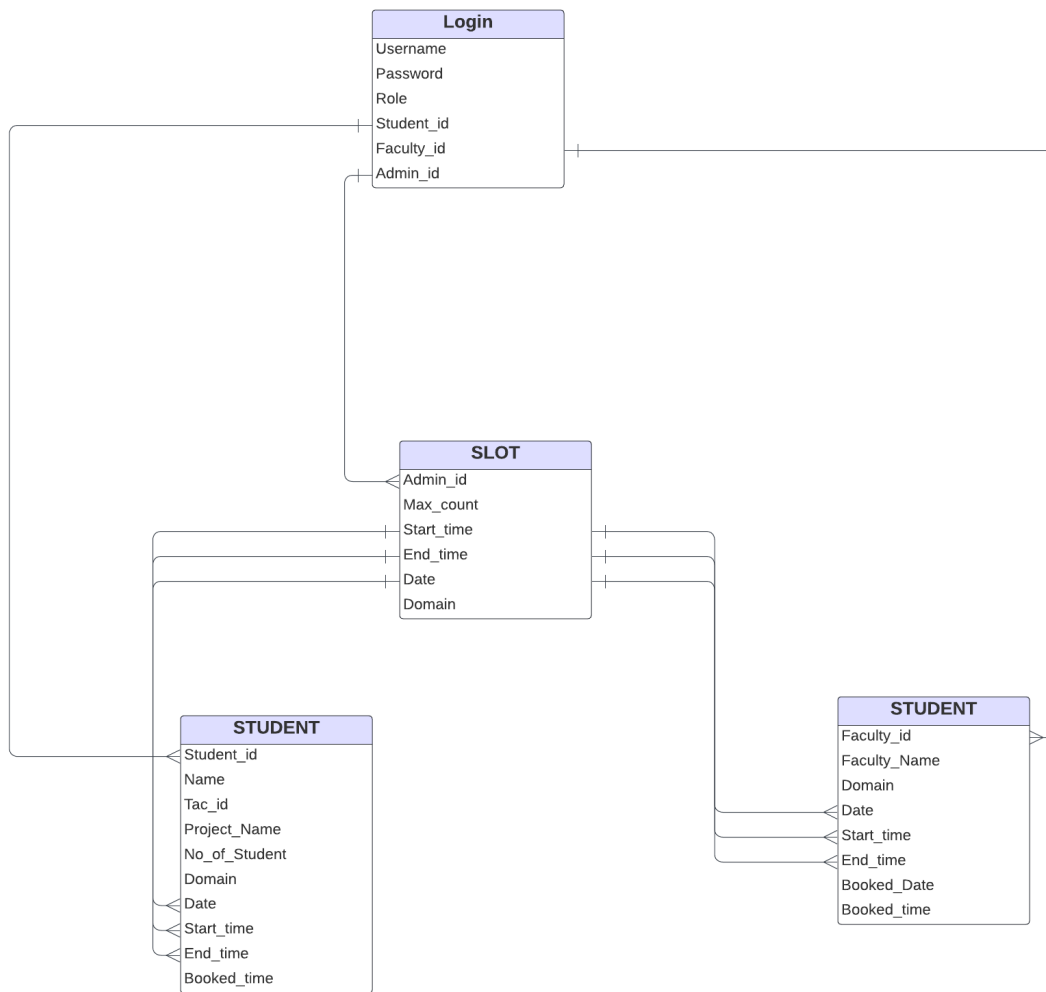 Login
Username
Password
Role
Student_id
Faculty_id
Admin_id
SLOT
Admin_id
Max_count
Start_time
End_time
Date
Domain
STUDENT
Student_id
Name
Tac_id
Project_Name
No_of_Student
Domain
Date
Start_time
End_time
Booked_time
STUDENT
Faculty_id
Faculty_Name
Domain
Date
Start_time
End_time
Booked_Date
Booked_time